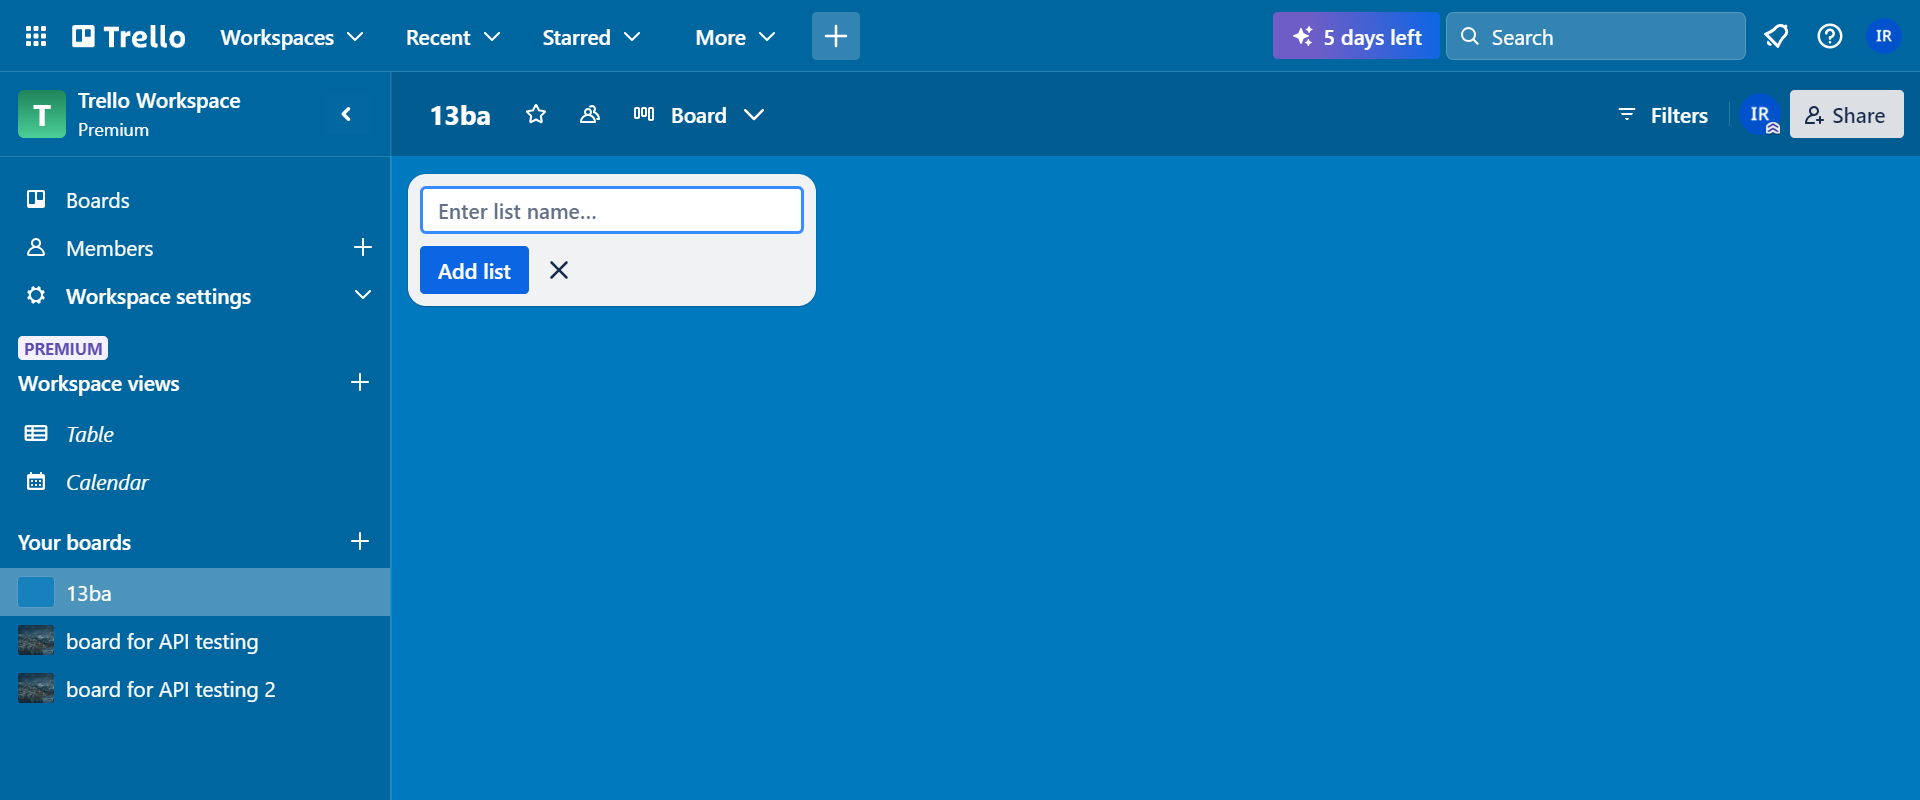 Trello
Workspaces
Recent
Starred
More
5 days left
Search
IR
T
Trello Workspace
Premium
13ba
Board
Filters
IR
Share
Boards
Members
Workspace settings
PREMIUM
Workspace views
Table
Calendar
Your boards
13ba
board for API testing
board for API testing 2
Enter list name...
Add list